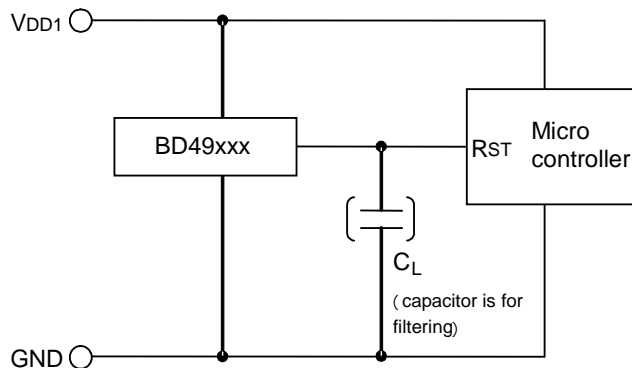 VDD1
BD49xxx
RST
Micro
controller
CL
( capacitor is for
filtering)
GND